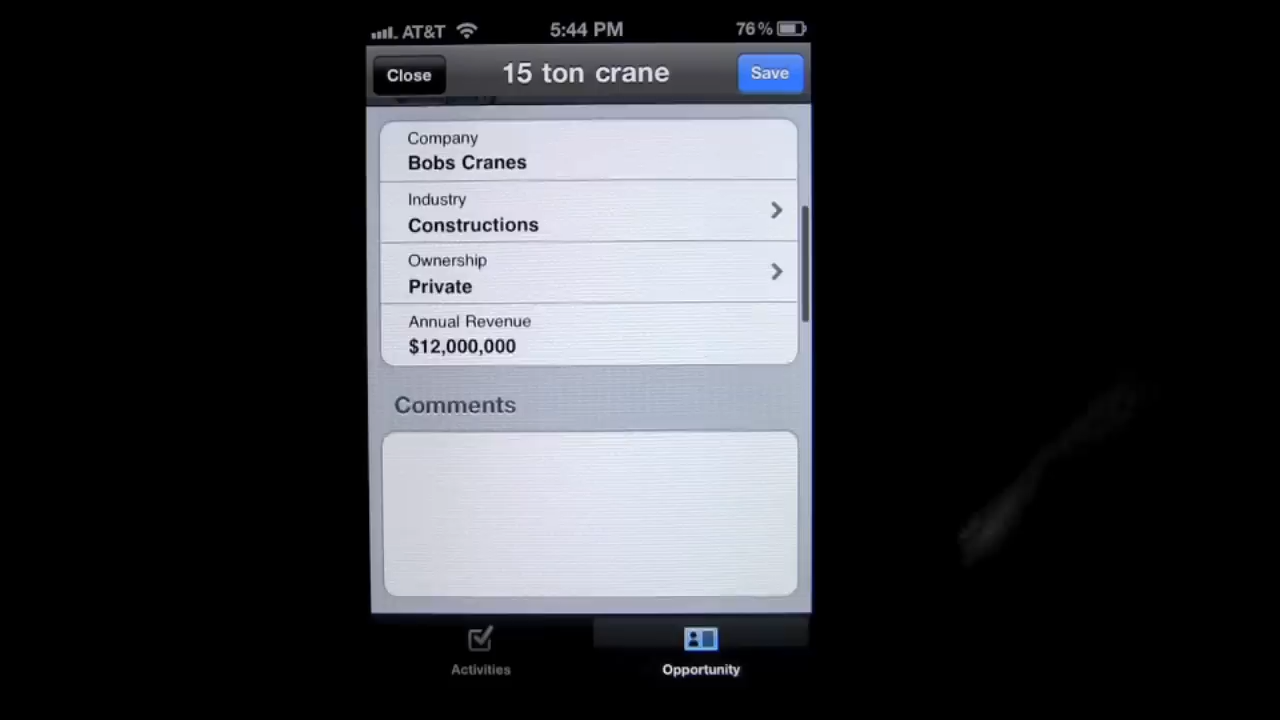 AT&T 5:44 PM 76%
Close 15 ton crane Save
Company
Bobs Cranes
Industry
Constructions
Ownership
Private
Annual Revenue
$12,000,000
Comments
Activities Opportunity